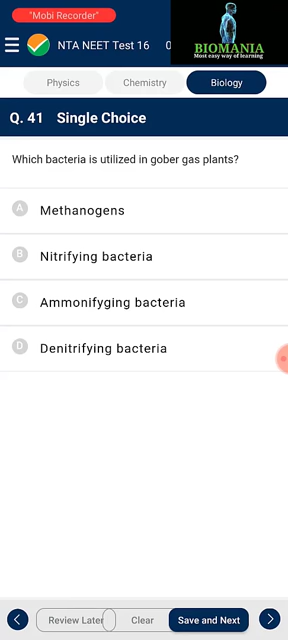 "Mobi Recorder"
NTA NEET Test 16
BIOMANIA
Most easy way of learning
Physics Chemistry Biology
Q. 41 Single Choice
Which bacteria is utilized in gober gas plants?
A Methanogens
B Nitrifying bacteria
C Ammonifyging bacteria
D Denitrifying bacteria
Review Later Clear Save and Next